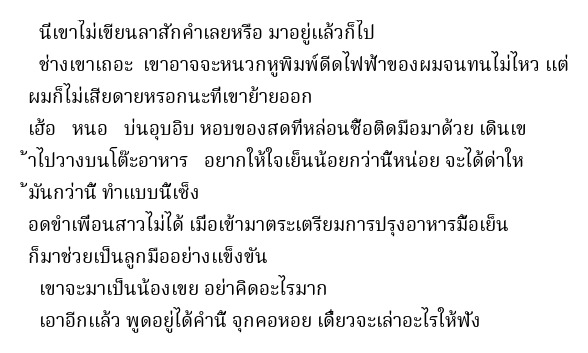 นี่เขาไม่เขียนลาสักคำเลยหรือ มาอยู่แล้วก็ไป
ช่างเขาเถอะ เขาอาจจะหนวกหูพิมพ์ดีดไฟฟ้าของผมจนทนไม่ไหว แต่
ผมก็ไม่เสียดายหรอกนะที่เขาย้ายออก
เฮ้อ หนอ บ่นอุบอิบ หอบของสดที่หล่อนซื้อติดมือมาด้วย เดินเข
้าไปวางบนโต๊ะอาหาร อยากให้ใจเย็นน้อยกว่านี้หน่อย จะได้ด่าให
้มันกว่านี้ ทำแบบนี้เซ็ง
อดขำเพื่อนสาวไม่ได้ เมื่อเข้ามาตระเตรียมการปรุงอาหารมื้อเย็น
ก็มาช่วยเป็นลูกมืออย่างแข็งขัน
เขาจะมาเป็นน้องเขย อย่าคิดอะไรมาก
เอาอีกแล้ว พูดอยู่ได้คำนี้ จุกคอหอย เดี๋ยวจะเล่าอะไรให้ฟัง